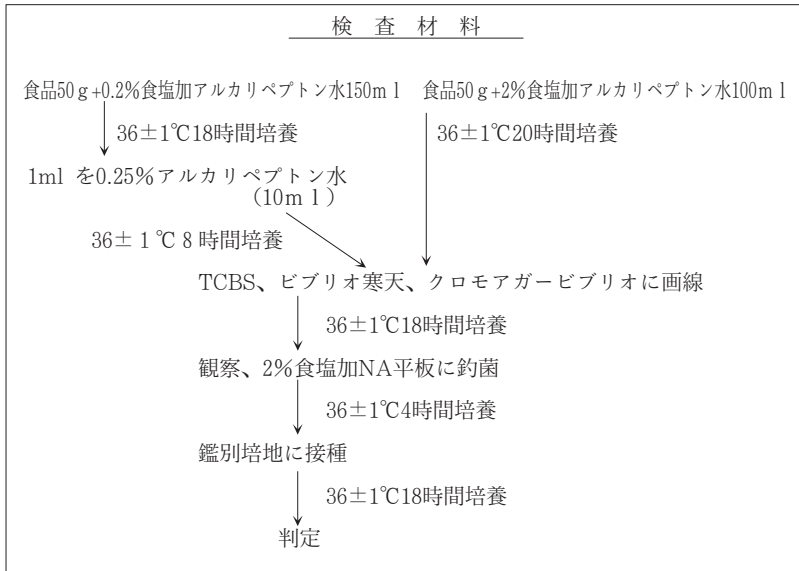 検 査 材 料
食品50ｇ+0.2%食塩加アルカリペプトン水150ｍｌ 食品50ｇ+2%食塩加アルカリペプトン水100ｍｌ
36±1℃18時間培養 36±1℃20時間培養
1ml を0.25%アルカリペプトン水
(10ｍｌ)
36±１℃８時間培養
TCBS、ビブリオ寒天、クロモアガービブリオに画線
36±1℃18時間培養
観察、2%食塩加NA平板に釣菌
36±1℃4時間培養
鑑別培地に接種
36±1℃18時間培養
判定